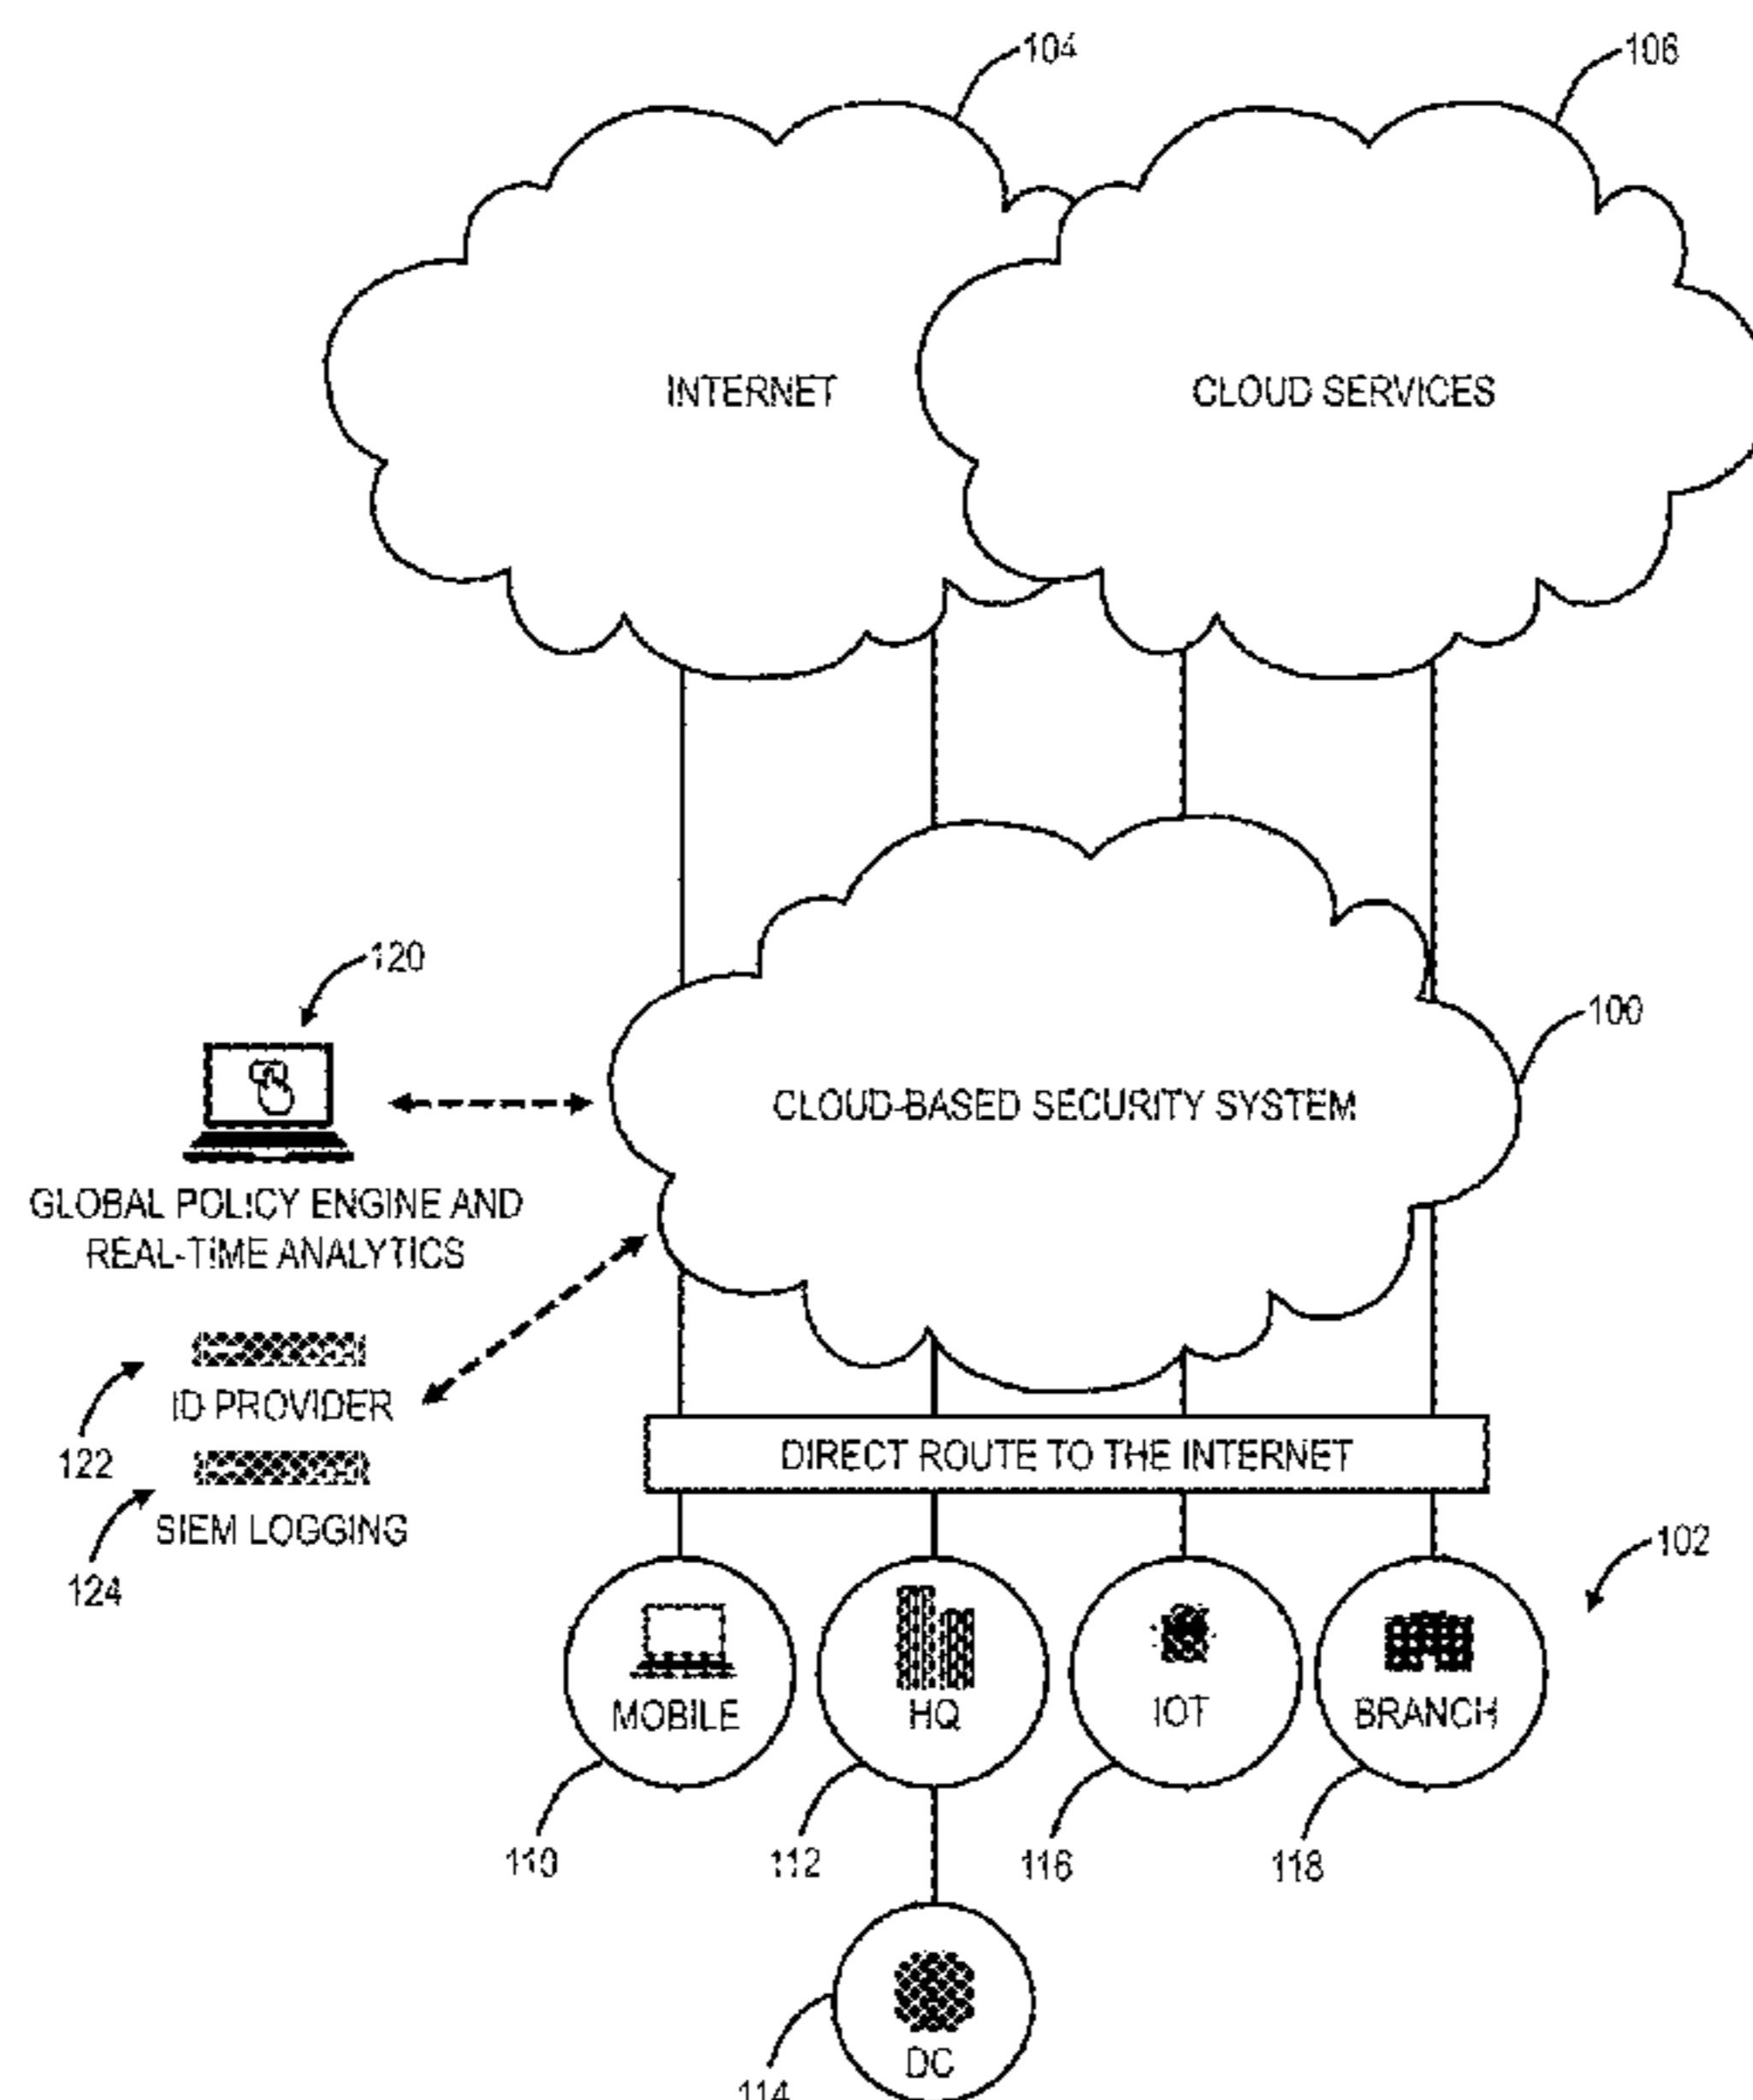 104
106
INTERNET
CLOUD SERVICES
120
100
CLOUD-BASED SECURITY SYSTEM
GLOBAL POLICY ENGINE AND
REAL-TIME ANALYTICS
ID PROVIDER
122
DIRECT ROUTE TO THE INTERNET
SIEM LOGGING
124
102
MOBILE
HQ
IOT
BRANCH
110
112
116
118
DC
114